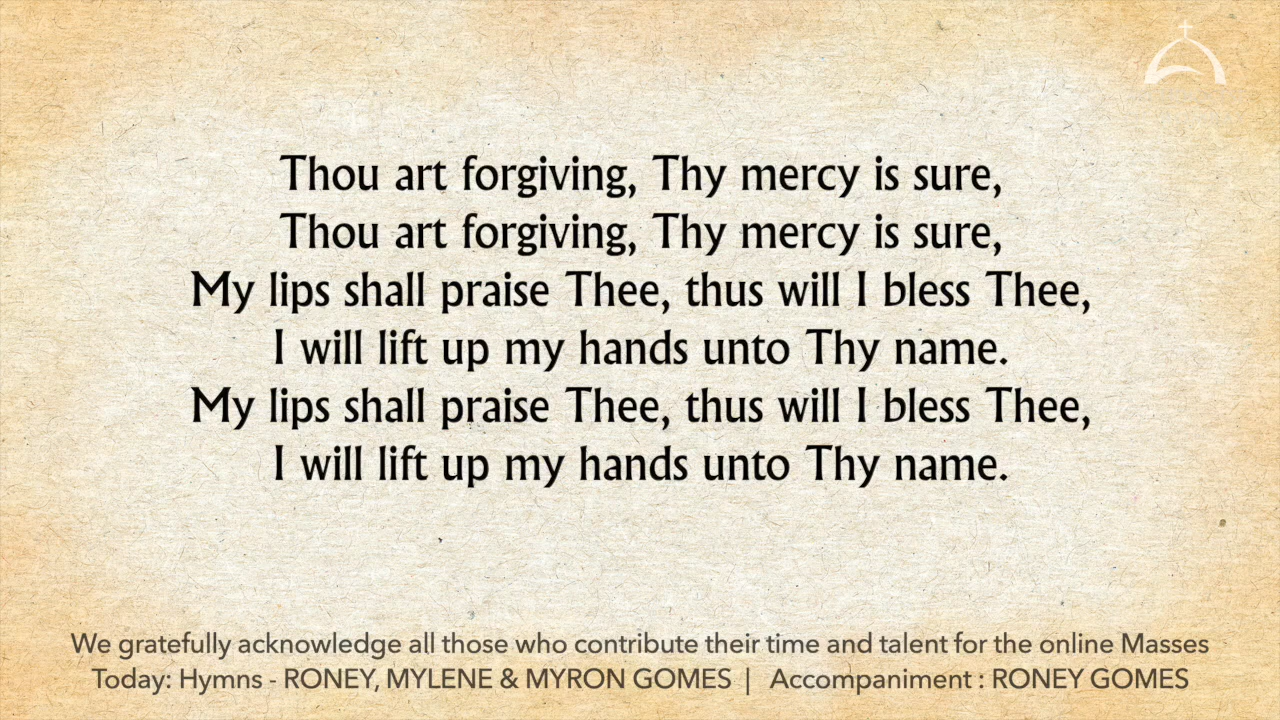 Thou art forgiving, Thy mercy is sure,
Thou art forgiving, Thy mercy is sure,
My lips shall praise Thee, thus will I bless Thee,
I will lift up my hands unto Thy name.
My lips shall praise Thee, thus will I bless Thee,
I will lift up my hands unto Thy name.
We gratefully acknowledge all those who contribute their time and talent for the online Masses
Today: Hymns - RONEY, MYLENE & MYRON GOMES | Accompaniment : RONEY GOMES